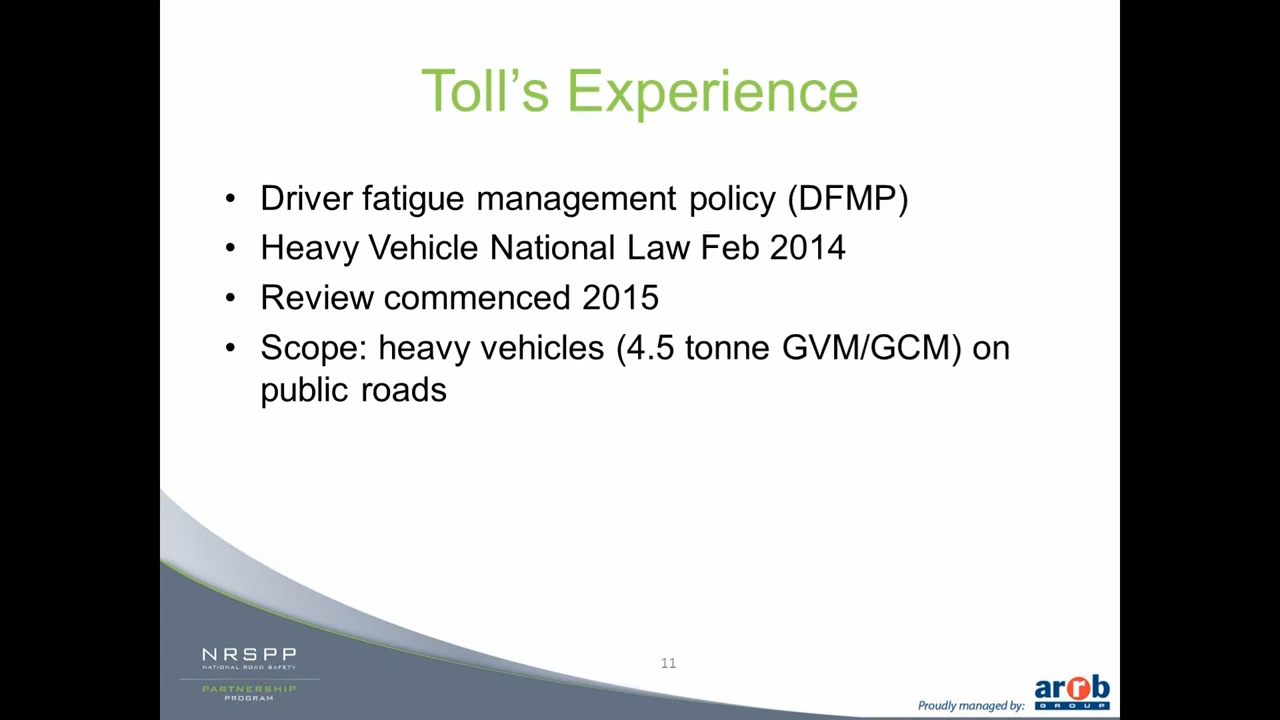 Toll’s Experience
• Driver fatigue management policy (DFMP)
• Heavy Vehicle National Law Feb 2014
• Review commenced 2015
• Scope: heavy vehicles (4.5 tonne GVM/GCM) on
public roads
NRSPP
NATIONAL ROAD SAFETY
PARTNERSHIP
PROGRAM
11
Proudly managed by:
arrb
GROUP